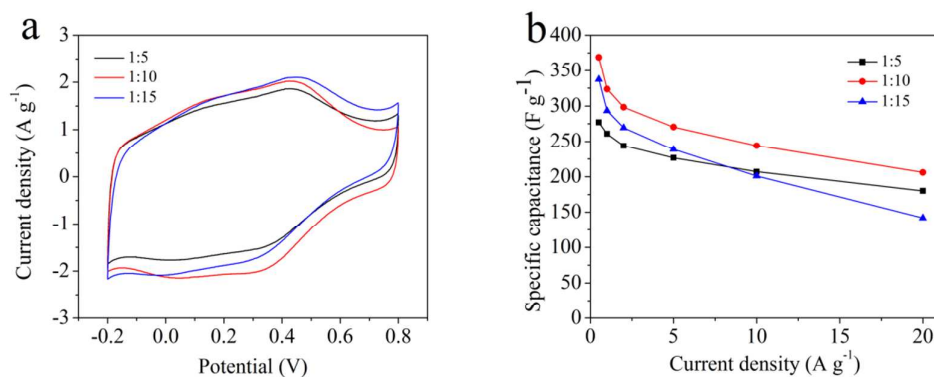 a
3
2
1
0
-1
-2
-3
Current density (A g⁻¹)
1:5
1:10
1:15
-0.2 0.0 0.2 0.4 0.6 0.8
Potential (V)
b
400
350
300
250
200
150
100
50
0
Specific capacitance (F g⁻¹)
1:5
1:10
1:15
0 5 10 15 20
Current density (A g⁻¹)